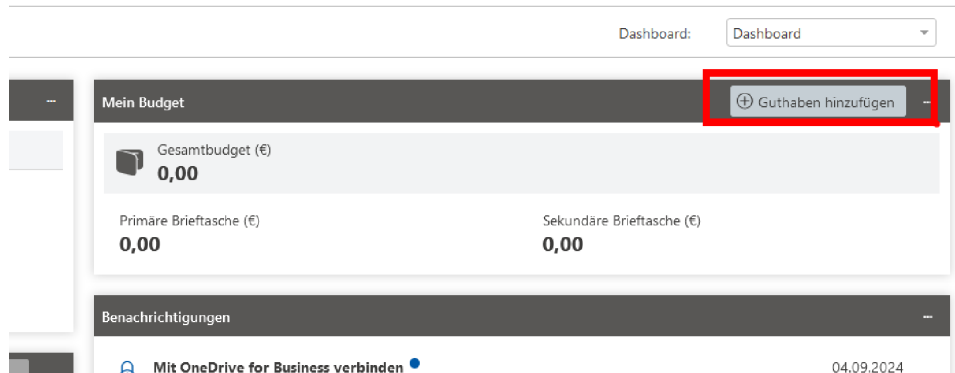 Dashboard: Dashboard
Mein Budget Guthaben hinzufügen
Gesamtbudget (€)
0,00
Primäre Brieftasche (€) Sekundäre Brieftasche (€)
0,00 0,00
Benachrichtigungen
Mit OneDrive for Business verbinden 04.09.2024